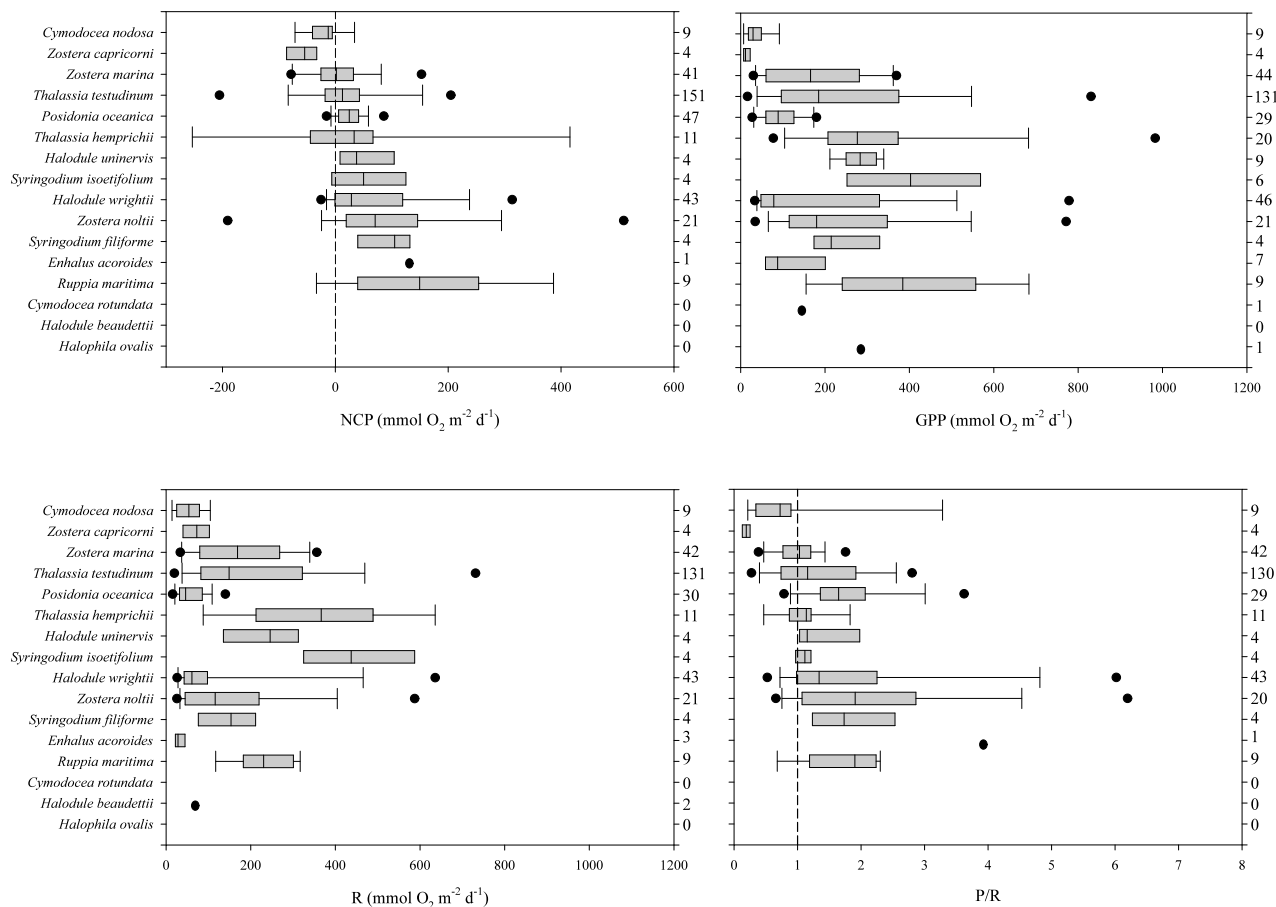 Cymodocea nodosa 9
Zostera capricorni 4
Zostera marina 41
Thalassia testudinum 151
Posidonia oceanica 47
Thalassia hemprichii 11
Halodule uninervis 4
Syringodium isoetifolium 4
Halodule wrightii 43
Zostera noltii 21
Syringodium filiforme 4
Enhalus acoroides 1
Ruppia maritima 9
Cymodocea rotundata 0
Halodule beaudettii 0
Halophila ovalis 0
-200 0 200 400 600
NCP (mmol O₂ m⁻² d⁻¹)
9
4
44
131
29
20
9
6
46
21
4
7
9
1
0
1
0 200 400 600 800 1000 1200
GPP (mmol O₂ m⁻² d⁻¹)
Cymodocea nodosa 9
Zostera capricorni 4
Zostera marina 42
Thalassia testudinum 131
Posidonia oceanica 30
Thalassia hemprichii 11
Halodule uninervis 4
Syringodium isoetifolium 4
Halodule wrightii 43
Zostera noltii 21
Syringodium filiforme 4
Enhalus acoroides 3
Ruppia maritima 9
Cymodocea rotundata 0
Halodule beaudettii 2
Halophila ovalis 0
0 200 400 600 800 1000 1200
R (mmol O₂ m⁻² d⁻¹)
9
4
42
130
29
11
4
4
43
20
4
1
9
0
0
0
0 1 2 3 4 5 6 7 8
P/R